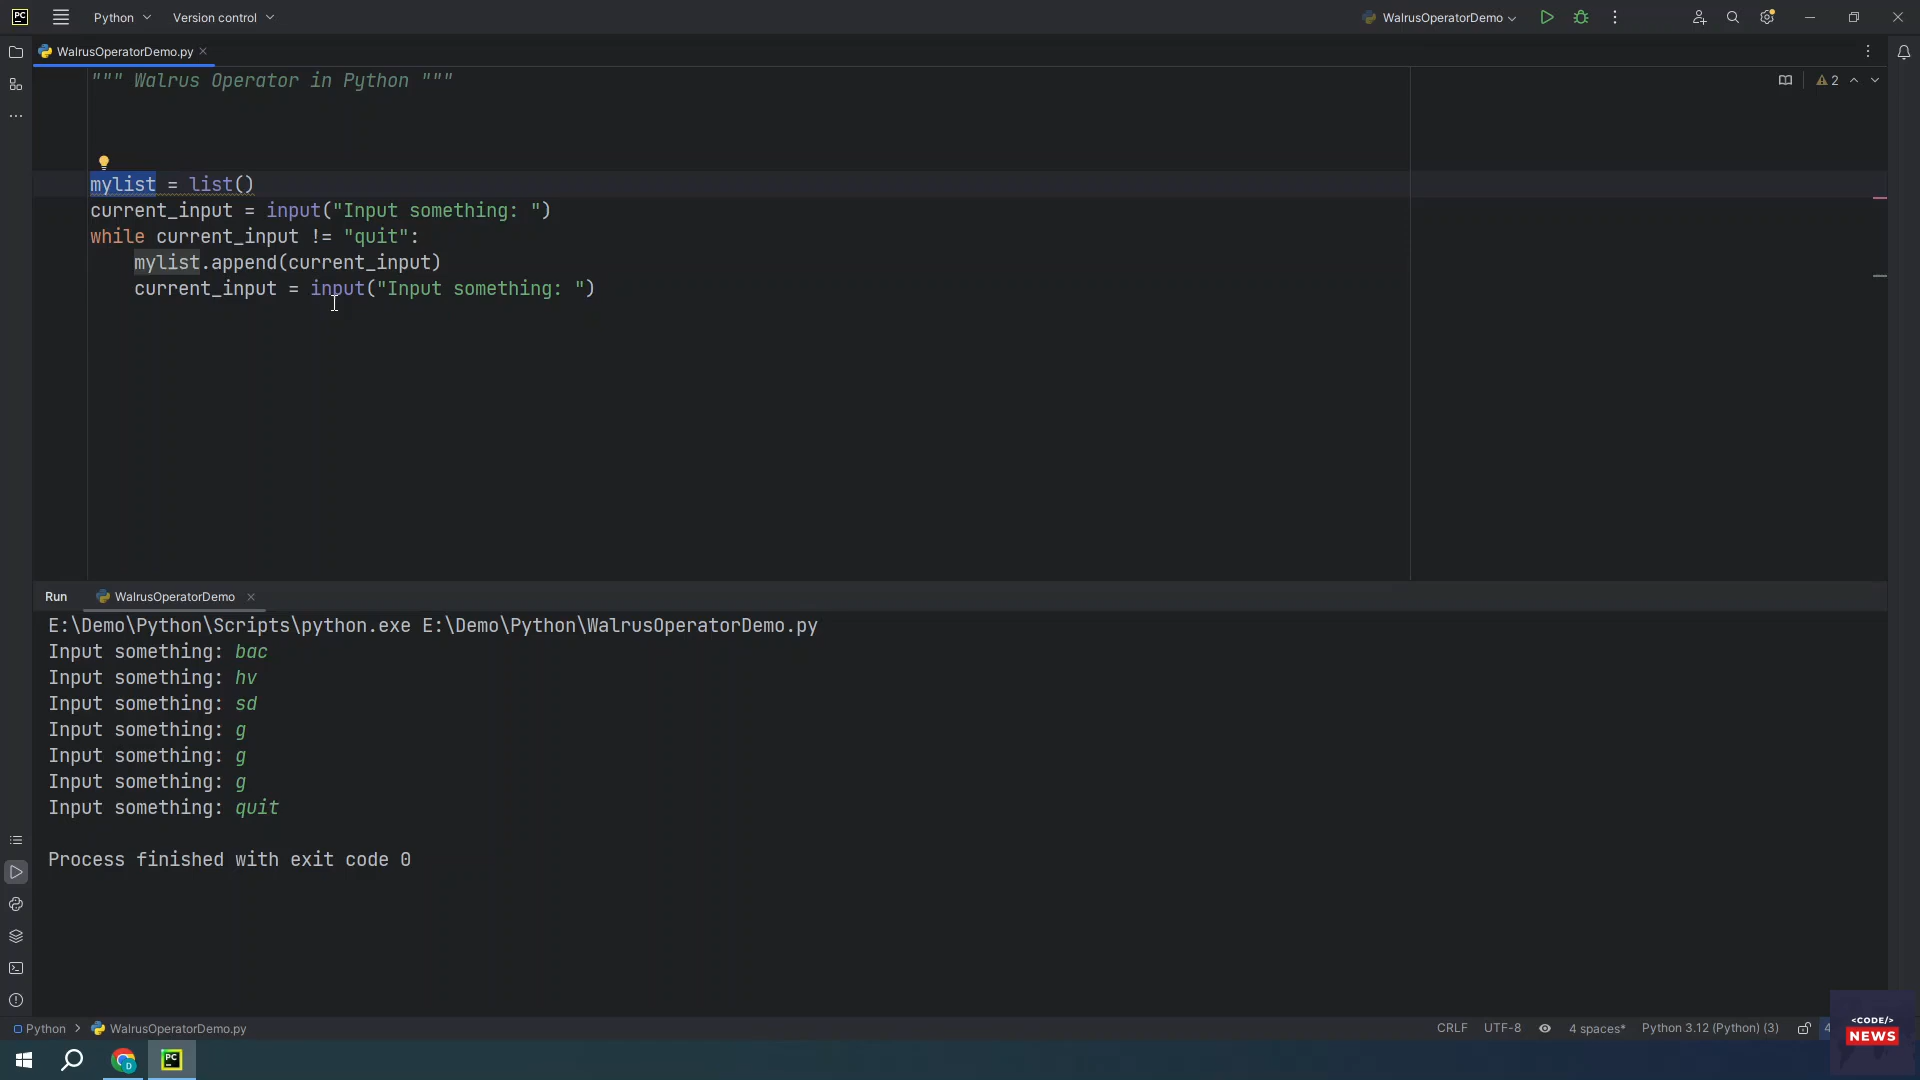 PC Python Version control WalrusOperatorDemo
WalrusOperatorDemo.py
""" Walrus Operator in Python """
2
mylist = list()
current_input = input("Input something: ")
while current_input != "quit":
    mylist.append(current_input)
    current_input = input("Input something: ")
Run WalrusOperatorDemo
E:\Demo\Python\Scripts\python.exe E:\Demo\Python\WalrusOperatorDemo.py
Input something: bac
Input something: hv
Input something: sd
Input something: g
Input something: g
Input something: g
Input something: quit
Process finished with exit code 0
Python > WalrusOperatorDemo.py CRLF UTF-8 4 spaces* Python 3.12 (Python) (3)
<CODE/>
NEWS
D PC